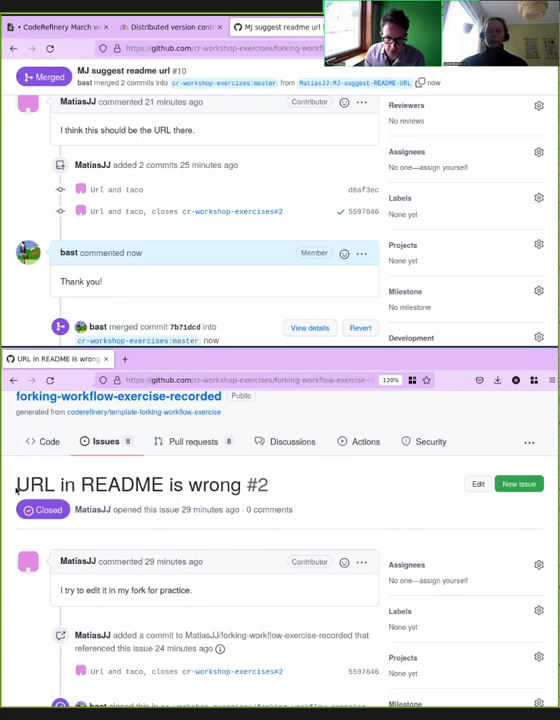 CodeRefinery March w
Distributed version cont
MJ suggest readme url
https://github.com/cr-workshop-exercises/forking-workf
Merged
MJ suggest readme url #10
bast merged 2 commits into cr-workshop-exercises:master from MatiasJJ:MJ-suggest-README-URL now
MatiasJJ commented 21 minutes ago
Contributor
Reviewers
No reviews
I think this should be the URL there.
Assignees
No one—assign yourself
MatiasJJ added 2 commits 25 minutes ago
Url and taco
d6af3ec
Labels
None yet
Url and taco, closes cr-workshop-exercises#2
5597646
Projects
None yet
bast commented now
Member
Thank you!
Milestone
No milestone
bast merged commit 7b71dcd into
cr-workshop-exercises:master now
View details
Revert
Development
URL in README is wrong
https://github.com/cr-workshop-exercises/forking-workflow-exercise-re
120%
forking-workflow-exercise-recorded
Public
generated from coderefinery/template-forking-workflow-exercise
Code
Issues 8
Pull requests 8
Discussions
Actions
Security
URL in README is wrong #2
Edit
New issue
Closed
MatiasJJ opened this issue 29 minutes ago · 0 comments
MatiasJJ commented 29 minutes ago
Contributor
I try to edit it in my fork for practice.
Assignees
No one—assign yourself
Labels
None yet
MatiasJJ added a commit to MatiasJJ/forking-workflow-exercise-recorded that
referenced this issue 24 minutes ago
Url and taco, closes cr-workshop-exercises#2
5597646
Projects
None yet
bast closed this in cr-workshop-exercises/forking-workflow-exercise-
Milestone